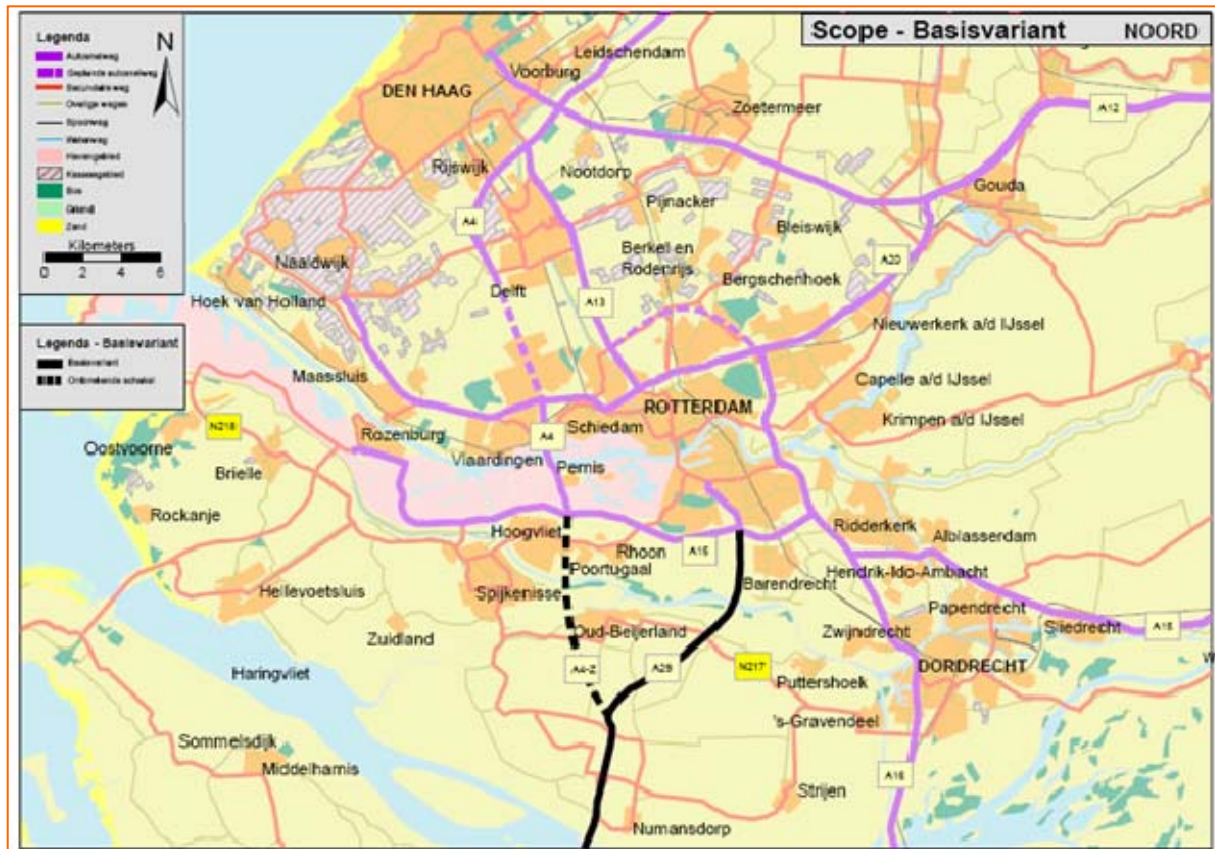 Scope - Basisvariant NOORD
Legenda
Autosnelweg
Geplande autosnelweg
Secundaire weg
Overige wegen
Spoorweg
Waterweg
Havengebied
Kassengebied
Bos
Zand
N
Kilometers
0 2 4 6
Legenda - Basisvariant
Basisvariant
Ontbrekende schakel
Leidschendam
Voorburg
DEN HAAG
Zoetermeer
A12
Rijswijk
Nootdorp
Gouda
A4
Pijnacker
Bleiswijk
Berkel en
Rodenrijs
A20
Naaldwijk
Bergschenhoek
Delft
Hoek van Holland
A13
Nieuwerkerk a/d IJssel
Maassluis
Capelle a/d IJssel
ROTTERDAM
Krimpen a/d IJssel
N218
Rozenburg
A4
Schiedam
Oostvoorne
Vlaardingen
Pernis
Brielle
Rockanje
Hoogvliet
Ridderkerk
Alblasserdam
Rhoon
A15
Poortugaal
Barendrecht
Hendrik-Ido-Ambacht
Hellevoetsluis
Spijkenisse
Papendrecht
Oud-Beijerland
Zwijndrecht
Sliedrecht
A15
W
Zuidland
Haringvliet
A4-Z
A29
N217
DORDRECHT
Puttershoek
's-Gravendeel
Sommelsdijk
Middelharnis
A16
Strijen
Numansdorp